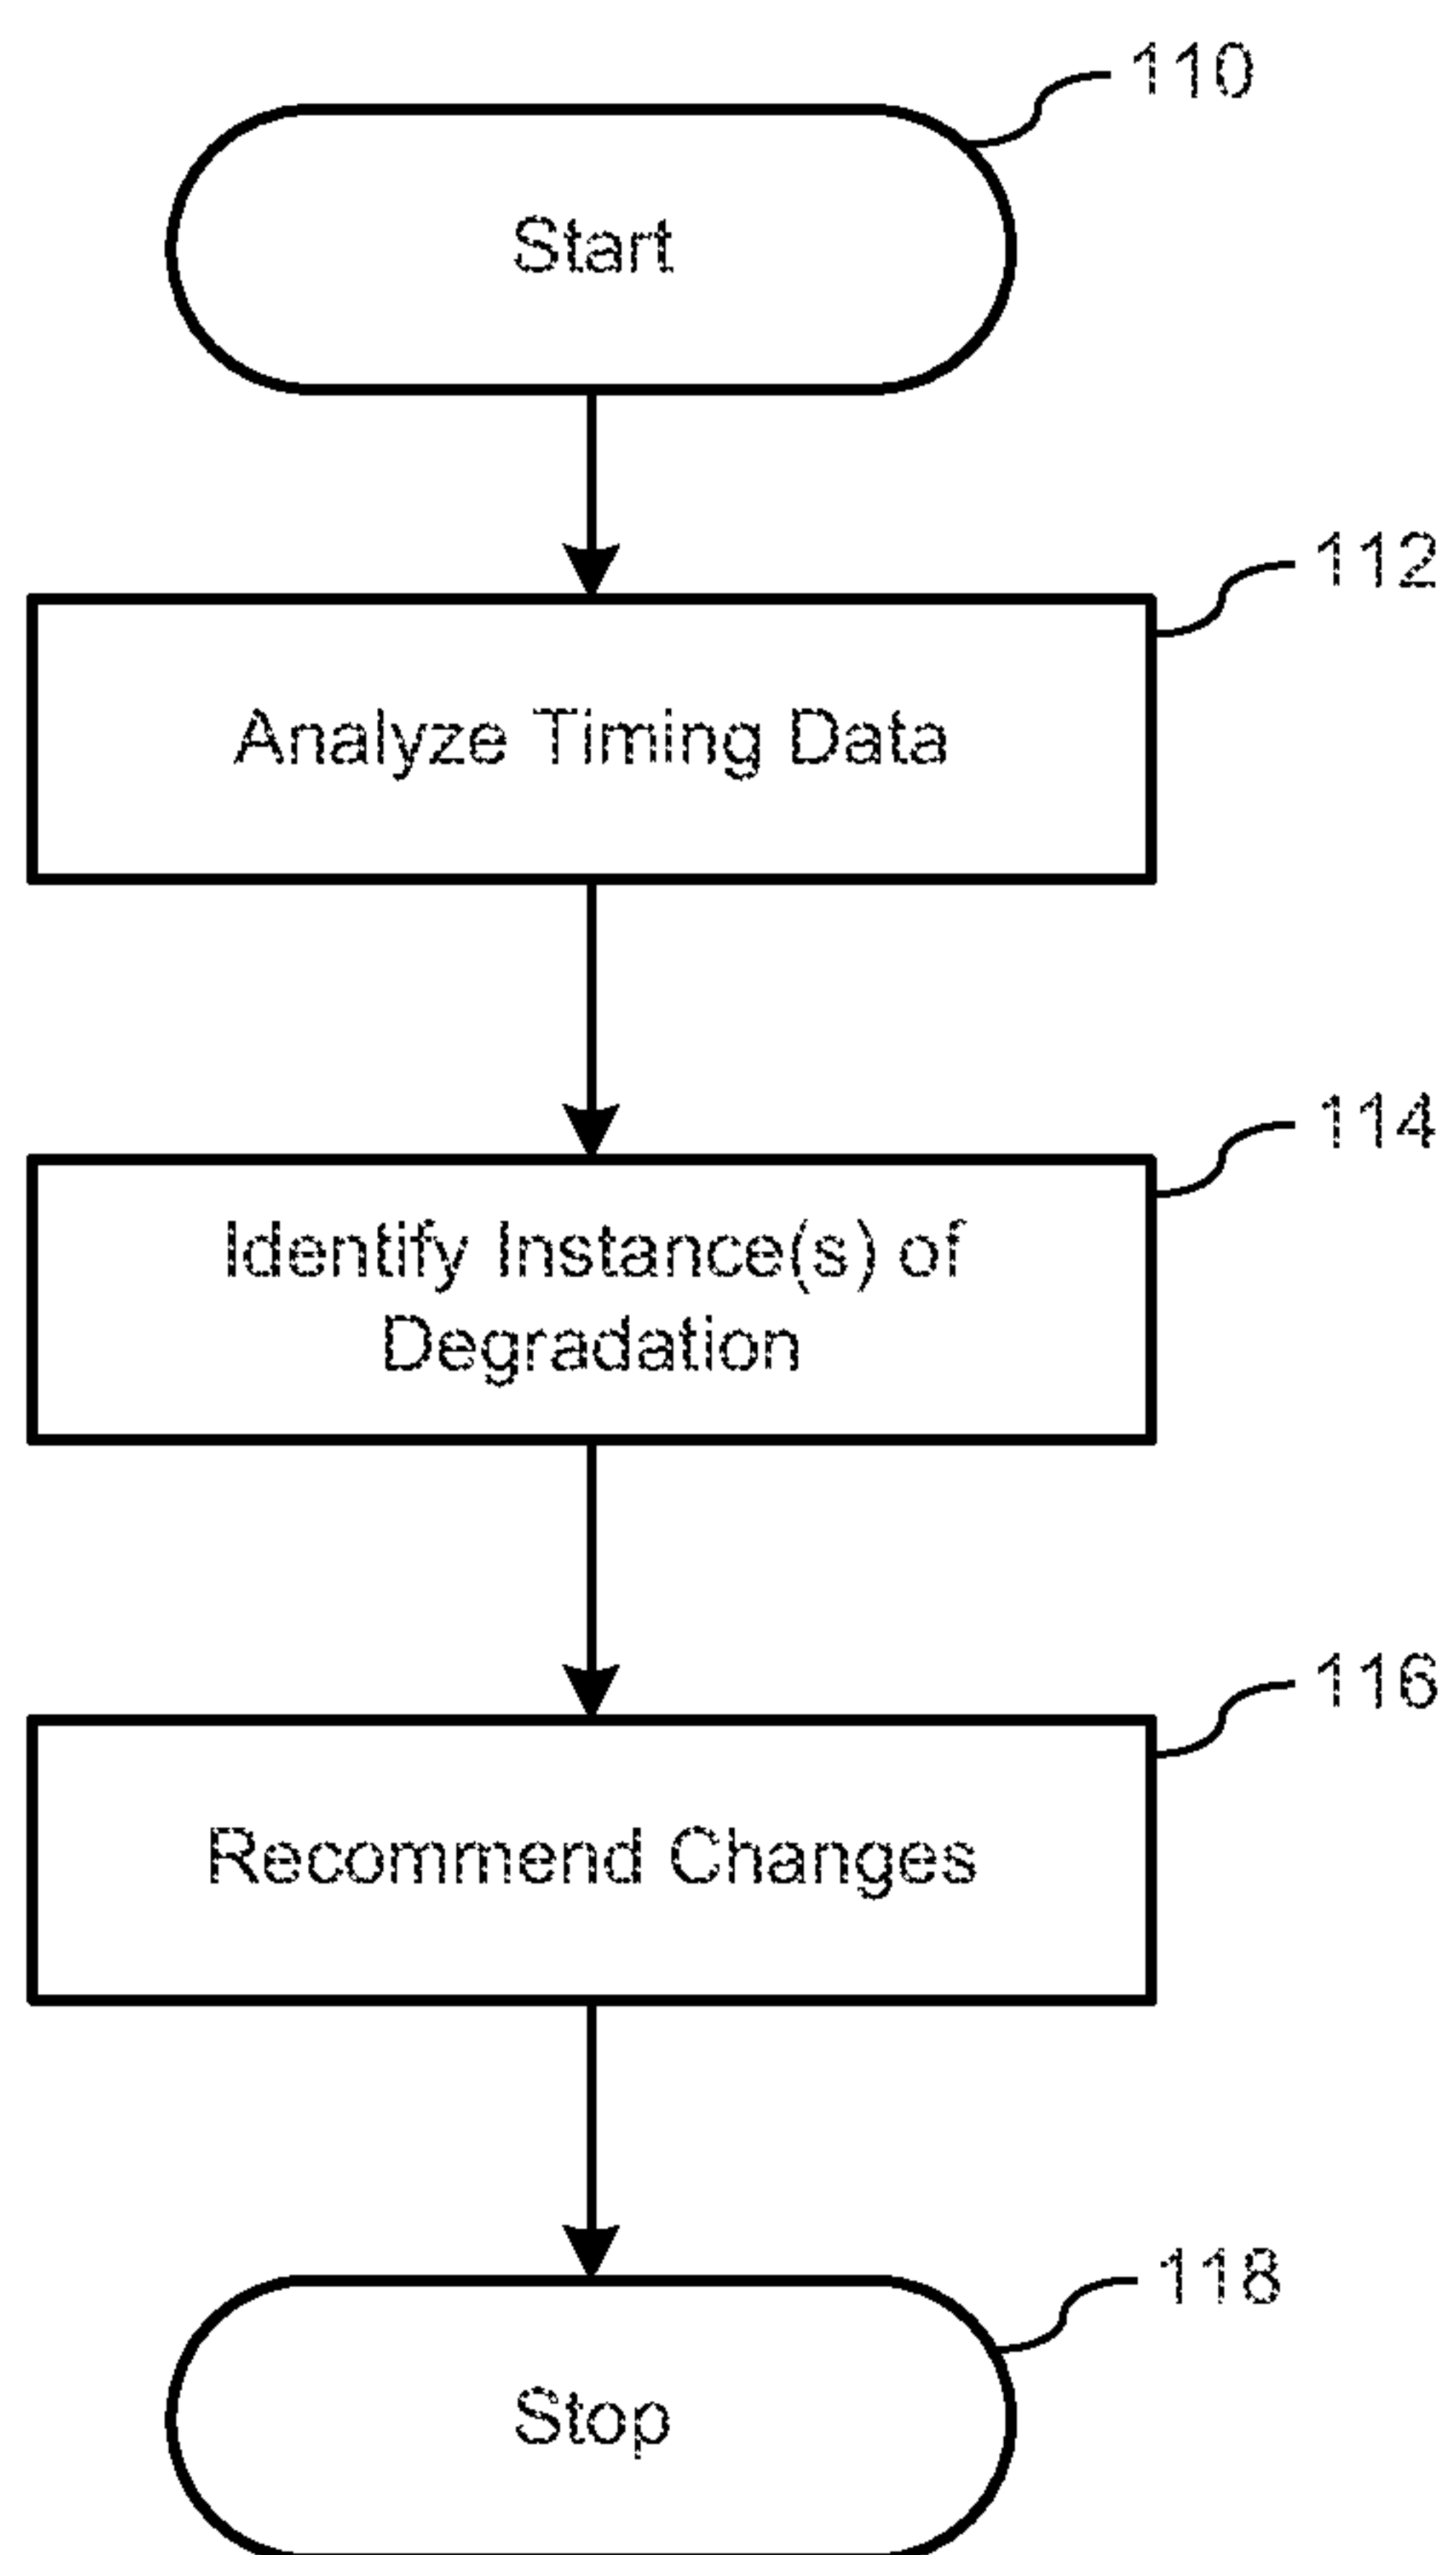 110
Start
112
Analyze Timing Data
114
Identify Instance(s) of
Degradation
116
Recommend Changes
118
Stop